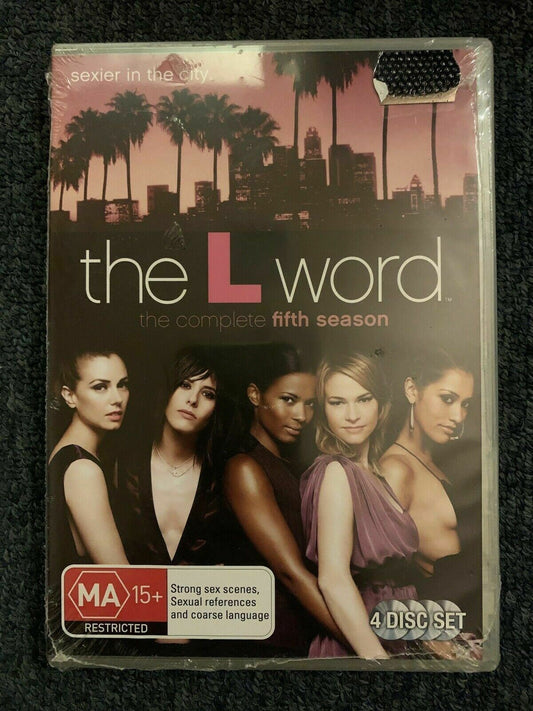 sexier in the city.
the L word™
the complete fifth season
MA 15+
RESTRICTED
Strong sex scenes,
Sexual references
and coarse language
4 DISC SET